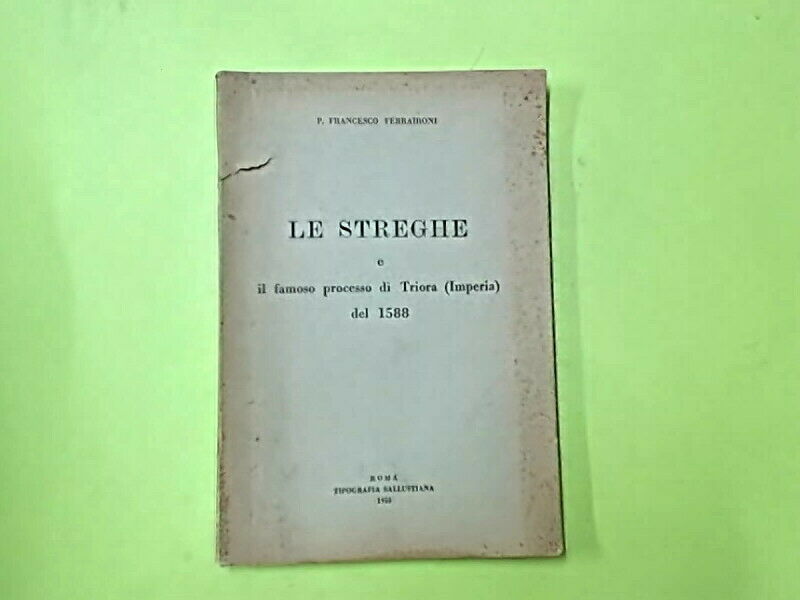 P. FRANCESCO FERRAIRONI
LE STREGHE
e
il famoso processo di Triora (Imperia)
del 1588
ROMA
TIPOGRAFIA SALLUSTIANA